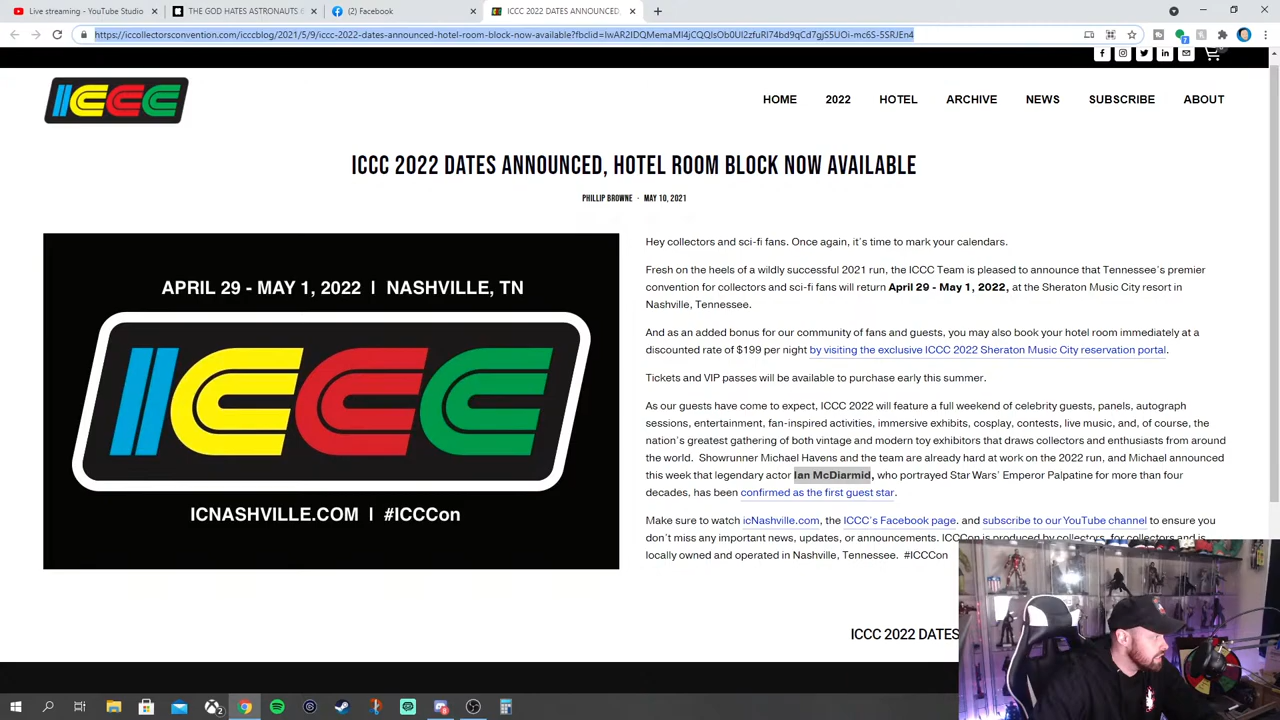 Live streaming - YouTube Studio
THE GOD HATES ASTRONAUTS
(2) Facebook
ICCC 2022 DATES ANNOUNCED,
https://iccollectorsconvention.com/icccblog/2021/5/9/iccc-2022-dates-announced-hotel-room-block-now-available?fbclid=
ICCC
HOME
2022
HOTEL
ARCHIVE
NEWS
SUBSCRIBE
ABOUT
ICCC 2022 DATES ANNOUNCED, HOTEL ROOM BLOCK NOW AVAILABLE
PHILLIP BROWNE · MAY 10, 2021
APRIL 29 - MAY 1, 2022 | NASHVILLE, TN
ICCC
ICNASHVILLE.COM | #ICCCon
Hey collectors and sci-fi fans. Once again, it's time to mark your calendars.
Fresh on the heels of a wildly successful 2021 run, the ICCC Team is pleased to announce that Tennessee's premier
convention for collectors and sci-fi fans will return April 29 - May 1, 2022, at the Sheraton Music City resort in
Nashville, Tennessee.
And as an added bonus for our community of fans and guests, you may also book your hotel room immediately at a
discounted rate of $199 per night by visiting the exclusive ICCC 2022 Sheraton Music City reservation portal.
Tickets and VIP passes will be available to purchase early this summer.
As our guests have come to expect, ICCC 2022 will feature a full weekend of celebrity guests, panels, autograph
sessions, entertainment, fan-inspired activities, immersive exhibits, cosplay, contests, live music, and, of course, the
nation's greatest gathering of both vintage and modern toy exhibitors that draws collectors and enthusiasts from around
the world. Showrunner Michael Havens and the team are already hard at work on the 2022 run, and Michael announced
this week that legendary actor Ian McDiarmid, who portrayed Star Wars' Emperor Palpatine for more than four
decades, has been confirmed as the first guest star.
Make sure to watch icNashville.com, the ICCC's Facebook page. and subscribe to our YouTube channel to ensure you
don't miss any important news, updates, or announcements. ICCCon is produced by collectors, for collectors and is
locally owned and operated in Nashville, Tennessee. #ICCCon
ICCC 2022 DATES